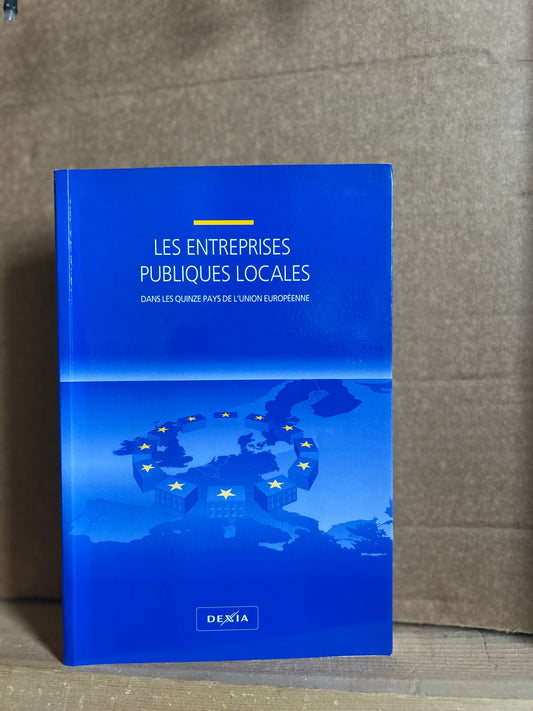 LES ENTREPRISES
PUBLIQUES LOCALES
DANS LES QUINZE PAYS DE L'UNION EUROPÉENNE
DEXIA